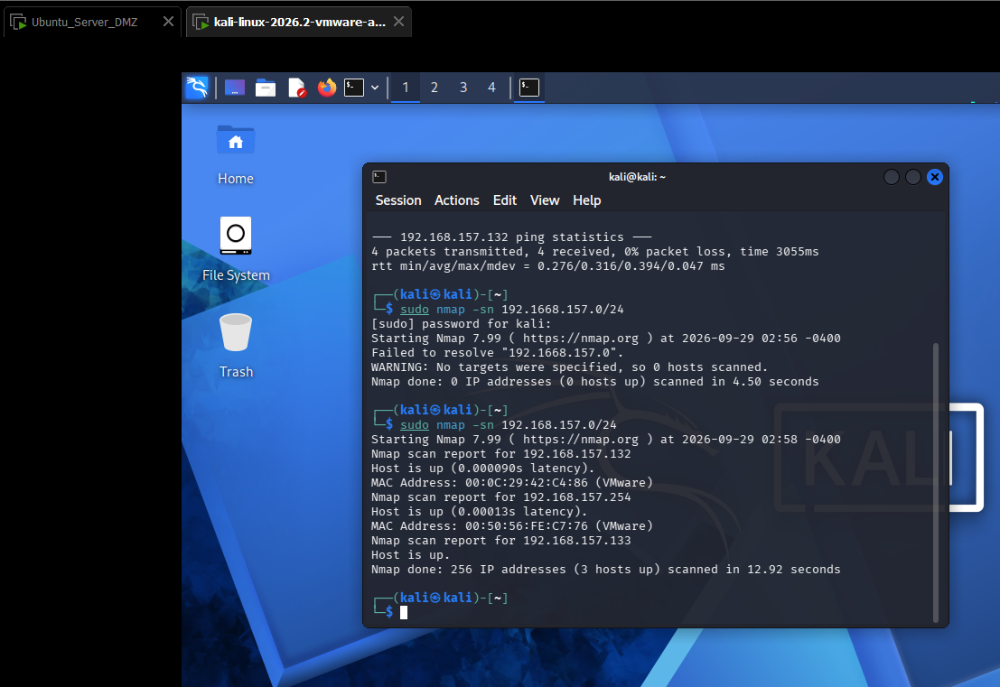 Ubuntu_Server_DMZ
kali-linux-2026.2-vmware-a...
1 2 3 4
Home
File System
Trash
kali@kali: ~
Session Actions Edit View Help
— 192.168.157.132 ping statistics —
4 packets transmitted, 4 received, 0% packet loss, time 3055ms
rtt min/avg/max/mdev = 0.276/0.316/0.394/0.047 ms
┌──(kali㉿kali)-[~]
└─$ sudo nmap -sn 192.1668.157.0/24
[sudo] password for kali:
Starting Nmap 7.99 ( https://nmap.org ) at 2026-09-29 02:56 -0400
Failed to resolve "192.1668.157.0".
WARNING: No targets were specified, so 0 hosts scanned.
Nmap done: 0 IP addresses (0 hosts up) scanned in 4.50 seconds
┌──(kali㉿kali)-[~]
└─$ sudo nmap -sn 192.168.157.0/24
Starting Nmap 7.99 ( https://nmap.org ) at 2026-09-29 02:58 -0400
Nmap scan report for 192.168.157.132
Host is up (0.000090s latency).
MAC Address: 00:0C:29:42:C4:86 (VMware)
Nmap scan report for 192.168.157.254
Host is up (0.00013s latency).
MAC Address: 00:50:56:FE:C7:76 (VMware)
Nmap scan report for 192.168.157.133
Host is up.
Nmap done: 256 IP addresses (3 hosts up) scanned in 12.92 seconds
┌──(kali㉿kali)-[~]
└─$
KALI